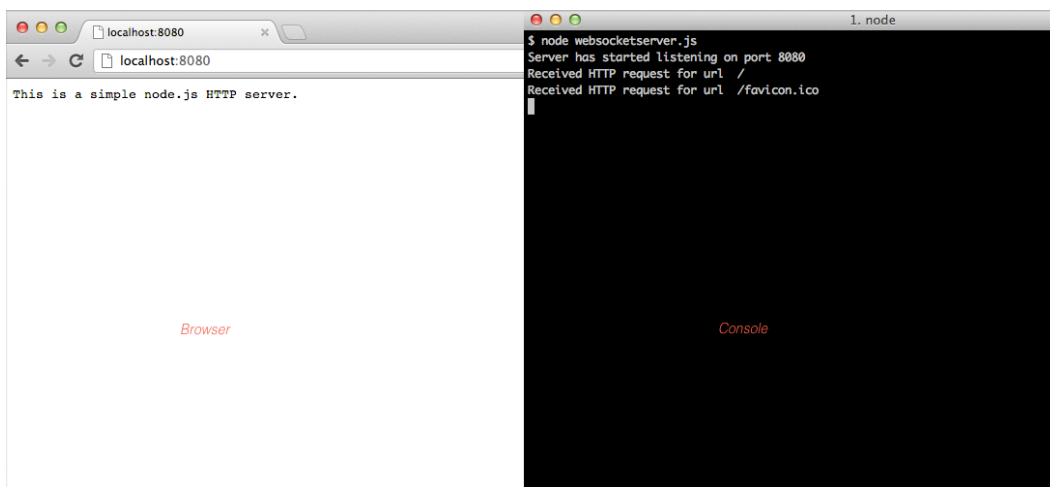 localhost:8080
localhost:8080
This is a simple node.js HTTP server.
Browser
1. node
$ node websocketserver.js
Server has started listening on port 8080
Received HTTP request for url  /
Received HTTP request for url  /favicon.ico
Console